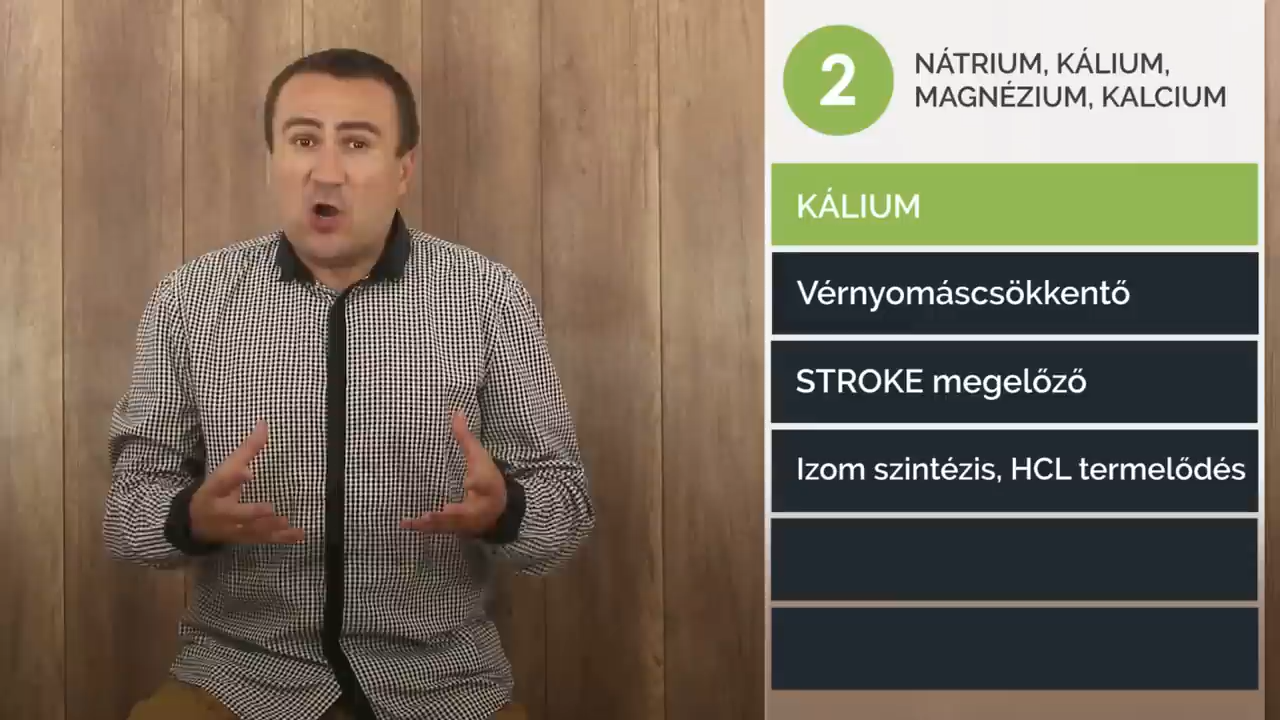 2
NÁTRIUM, KÁLIUM,
MAGNÉZIUM, KALCIUM
KÁLIUM
Vérnyomáscsökkentő
STROKE megelőző
Izom szintézis, HCL termelődés